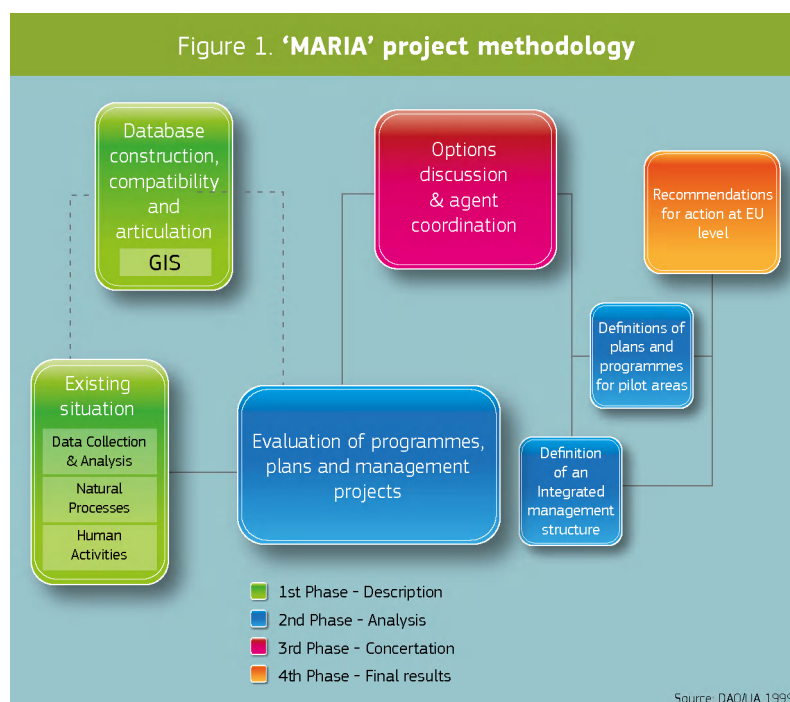 Figure 1. ‘MARIA’ project methodology
Database
construction,
compatibility
and
articulation
GIS
Options
discussion
& agent
coordination
Recommendations
for action at EU
level
Definitions of
plans and
programmes
for pilot areas
Existing
situation
Data Collection
& Analysis
Natural
Processes
Human
Activities
Evaluation of programmes,
plans and management
projects
Definition
of an
Integrated
management
structure
1st Phase - Description
2nd Phase - Analysis
3rd Phase - Concertation
4th Phase - Final results
Source: 1999